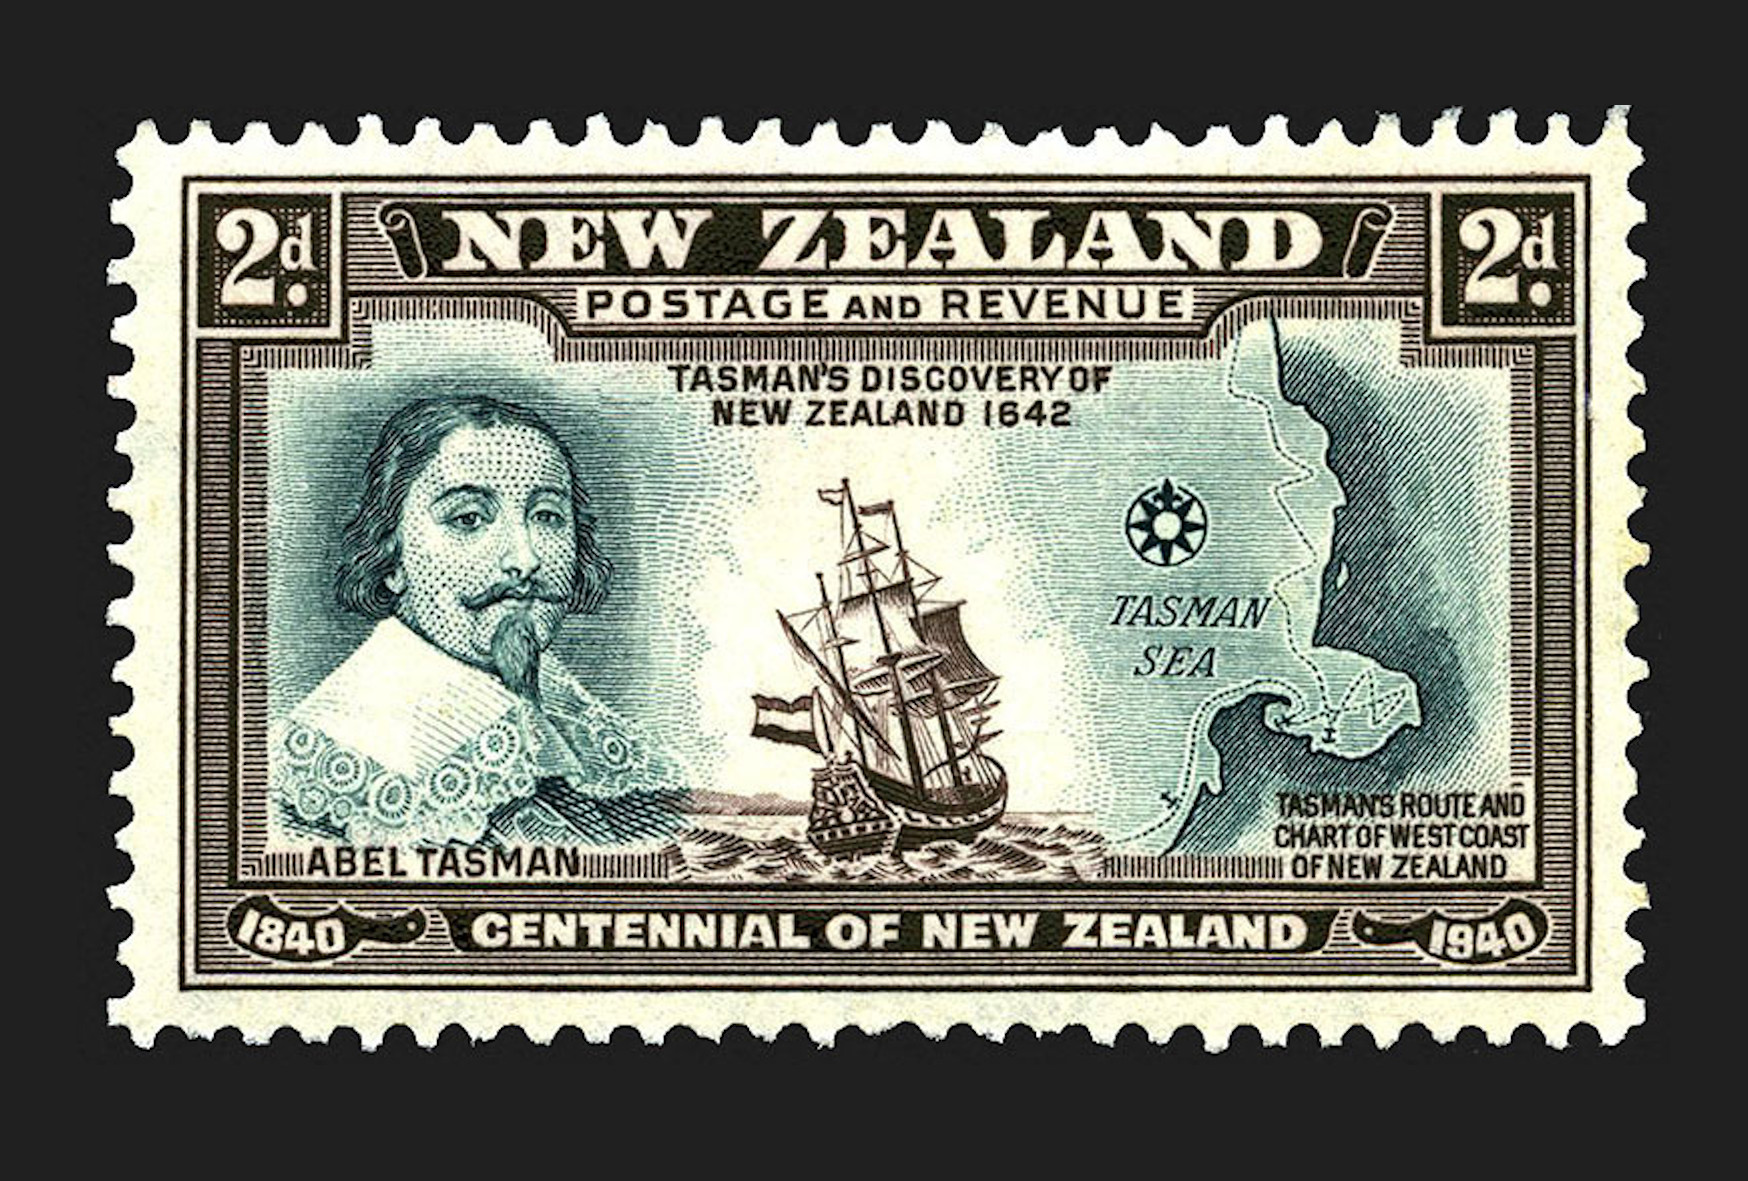 2d.
NEW ZEALAND
2d.
POSTAGE AND REVENUE
TASMAN'S DISCOVERY OF
NEW ZEALAND 1642
TASMAN
SEA
TASMAN'S ROUTE AND
CHART OF WEST COAST
OF NEW ZEALAND
ABEL TASMAN
1840
CENTENNIAL OF NEW ZEALAND
1940